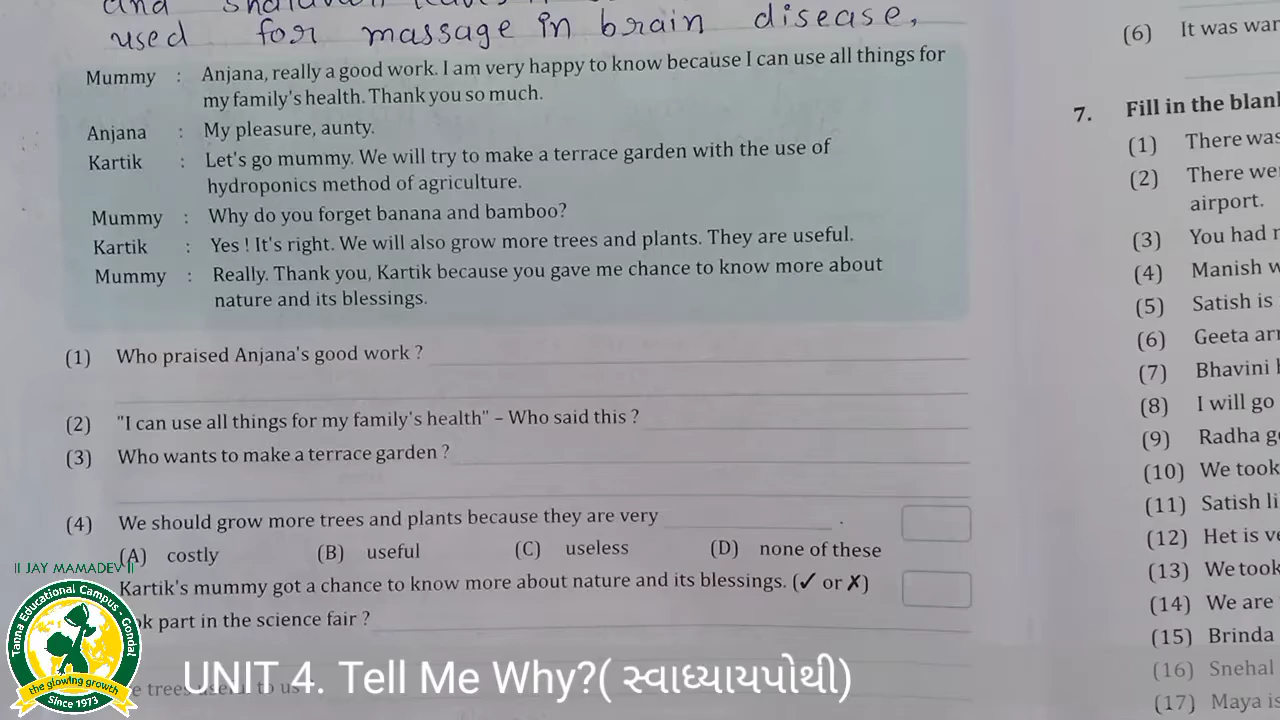 used for massage in brain disease,
Mummy : Anjana, really a good work. I am very happy to know because I can use all things for
my family's health. Thank you so much.
Anjana : My pleasure, aunty.
Kartik : Let's go mummy. We will try to make a terrace garden with the use of
hydroponics method of agriculture.
Mummy : Why do you forget banana and bamboo?
Kartik : Yes ! It's right. We will also grow more trees and plants. They are useful.
Mummy : Really. Thank you, Kartik because you gave me chance to know more about
nature and its blessings.
(1) Who praised Anjana's good work ?
(2) "I can use all things for my family's health" – Who said this ?
(3) Who wants to make a terrace garden ?
(4) We should grow more trees and plants because they are very .
(A) costly (B) useful (C) useless (D) none of these
Kartik's mummy got a chance to know more about nature and its blessings. (✓ or ✗)
part in the science fair ?
trees to us
(6) It was
7. Fill in the
(1) There
(2) There
airport.
(3) You had
(4) Manish
(5) Satish is
(6) Geeta
(7) Bhavini
(8) I will go
(9) Radha
(10) We took
(11) Satish
(12) Het is
(13) We took
(14) We are
(15) Brinda
(16) Snehal
(17) Maya is
II JAY MAMADEV II
Tanna Educational Campus - Gondal
the glowing growth
Since 1973
UNIT 4. Tell Me Why?( સ્વાધ્યાયપોથી)